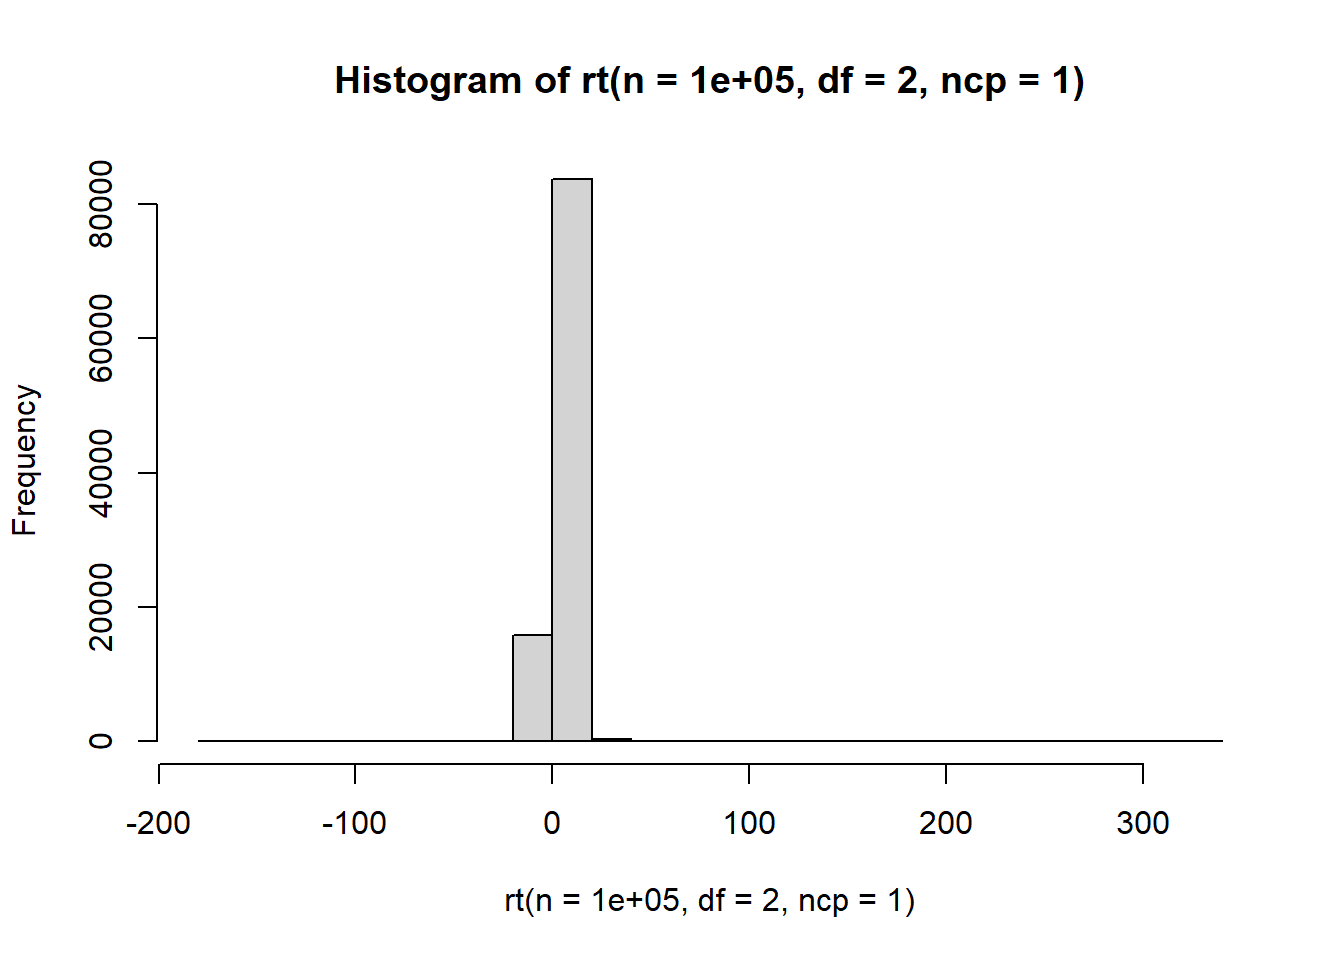 Histogram of rt(n = 1e+05, df = 2, ncp = 1)
Frequency
80000
60000
40000
20000
0
-200 -100 0 100 200 300
rt(n = 1e+05, df = 2, ncp = 1)